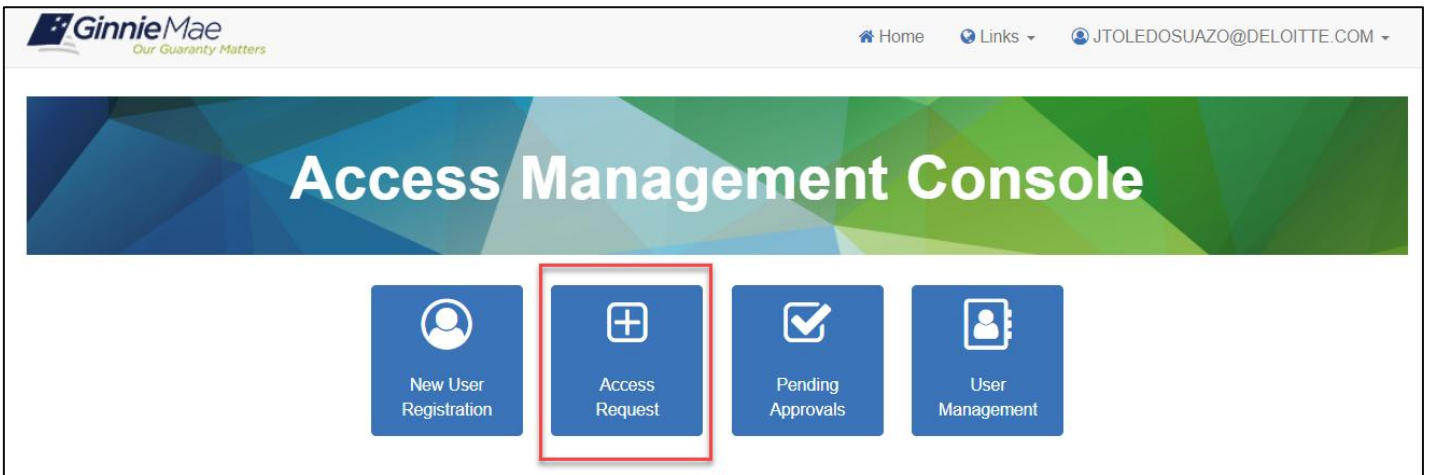 GinnieMae
Our Guaranty Matters
Home Links JTOLEDOSUAZO@DELOITTE.COM
Access Management Console
New User
Registration
Access
Request
Pending
Approvals
User
Management